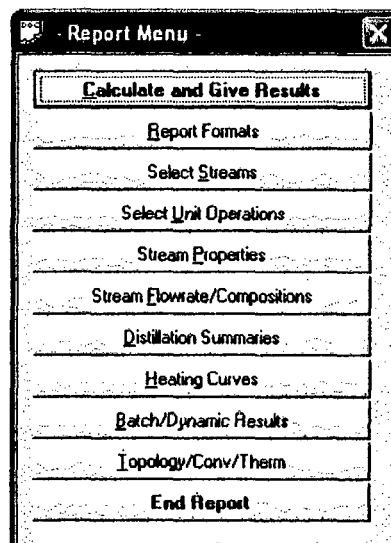 DOC
- Report Menu -
Calculate and Give Results
Report Formats
Select Streams
Select Unit Operations
Stream Properties
Stream Flowrate/Compositions
Distillation Summaries
Heating Curves
Batch/Dynamic Results
Topology/Conv/Therm
End Report